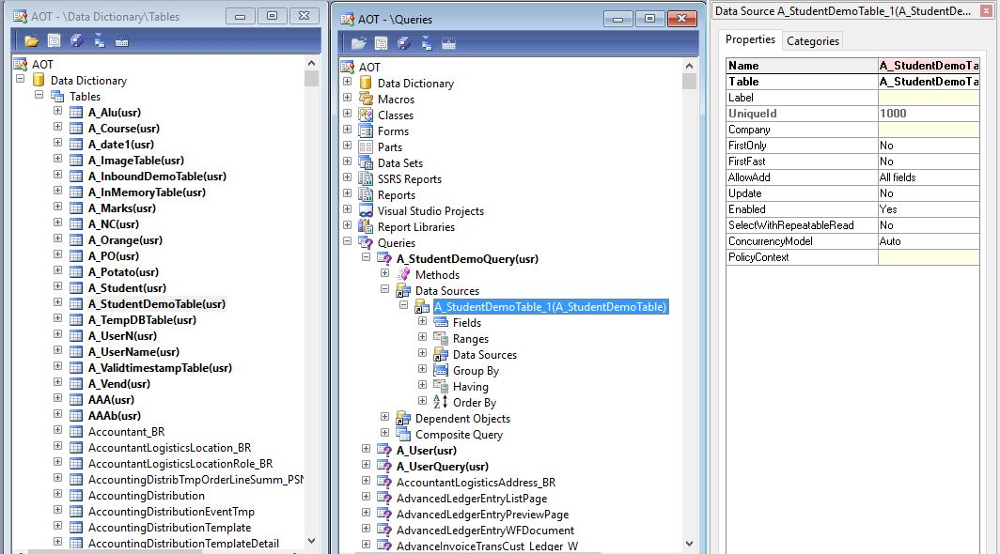 AOT - \Data Dictionary\Tables
AOT
Data Dictionary
Tables
A_Alu(usr)
A_Course(usr)
A_date1(usr)
A_ImageTable(usr)
A_InboundDemoTable(usr)
A_InMemoryTable(usr)
A_Marks(usr)
A_NC(usr)
A_Orange(usr)
A_PO(usr)
A_Potato(usr)
A_Student(usr)
A_StudentDemoTable(usr)
A_TempDBTable(usr)
A_UserN(usr)
A_UserName(usr)
A_ValidtimestampTable(usr)
A_Vend(usr)
AAA(usr)
AAAb(usr)
Accountant_BR
AccountantLogisticsLocation_BR
AccountantLogisticsLocationRole_BR
AccountingDistribTmpOrderLineSumm_PSN
AccountingDistribution
AccountingDistributionEventTmp
AccountingDistributionTemplate
AccountingDistributionTemplateDetail
AOT - \Queries
AOT
Data Dictionary
Macros
Classes
Forms
Parts
Data Sets
SSRS Reports
Reports
Visual Studio Projects
Report Libraries
Queries
A_StudentDemoQuery(usr)
Methods
Data Sources
A_StudentDemoTable_1(A_StudentDemoTable)
Fields
Ranges
Data Sources
Group By
Having
Order By
Dependent Objects
Composite Query
A_User(usr)
A_UserQuery(usr)
AccountantLogisticsAddress_BR
AdvancedLedgerEntryListPage
AdvancedLedgerEntryPreviewPage
AdvancedLedgerEntryWFDocument
AdvanceInvoiceTransCust_Ledger_W
Data Source A_StudentDemoTable_1(A_StudentDe...
Properties Categories
Name A_StudentDemoTa
Table A_StudentDemoTa
Label
UniqueId 1000
Company
FirstOnly No
FirstFast No
AllowAdd All fields
Update No
Enabled Yes
SelectWithRepeatableRead No
ConcurrencyModel Auto
PolicyContext